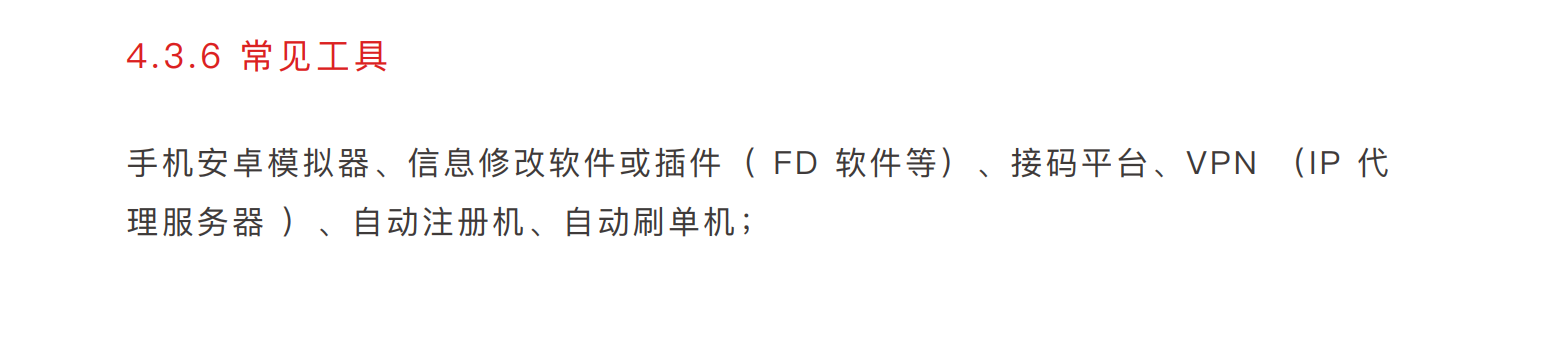 4.3.6 常见工具
手机安卓模拟器、信息修改软件或插件（ FD 软件等）、接码平台、VPN （IP 代
理服务器 ）、自动注册机、自动刷单机；